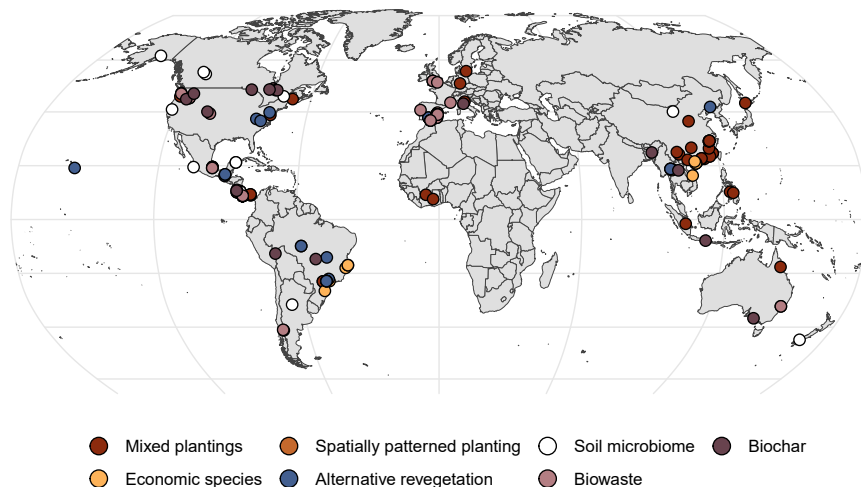 Mixed plantings Spatially patterned planting Soil microbiome Biochar
Economic species Alternative revegetation Biowaste